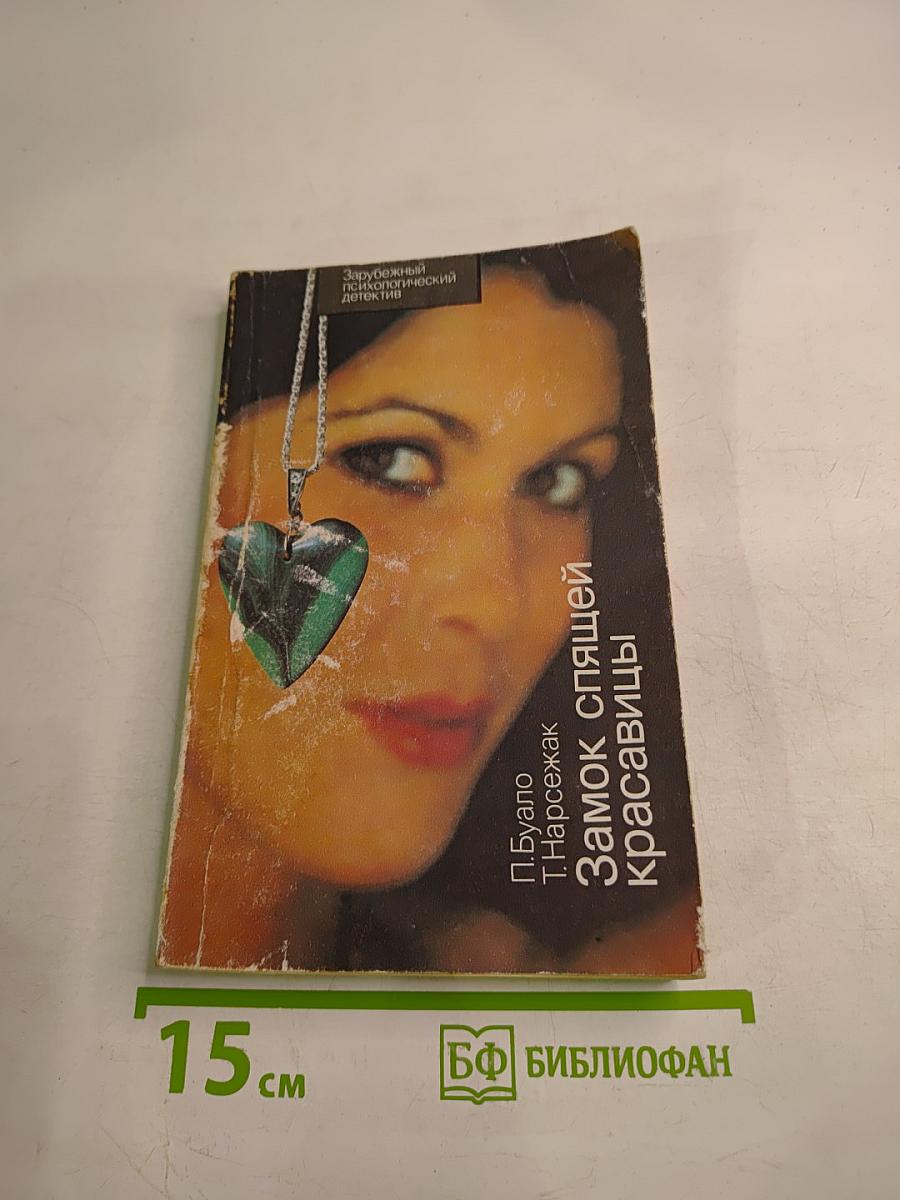 Зарубежный
психологический
детектив
П.Буало
Т.Нарсежак
Замок спящей
красавицы
15 см
БФ БИБЛИОФАН